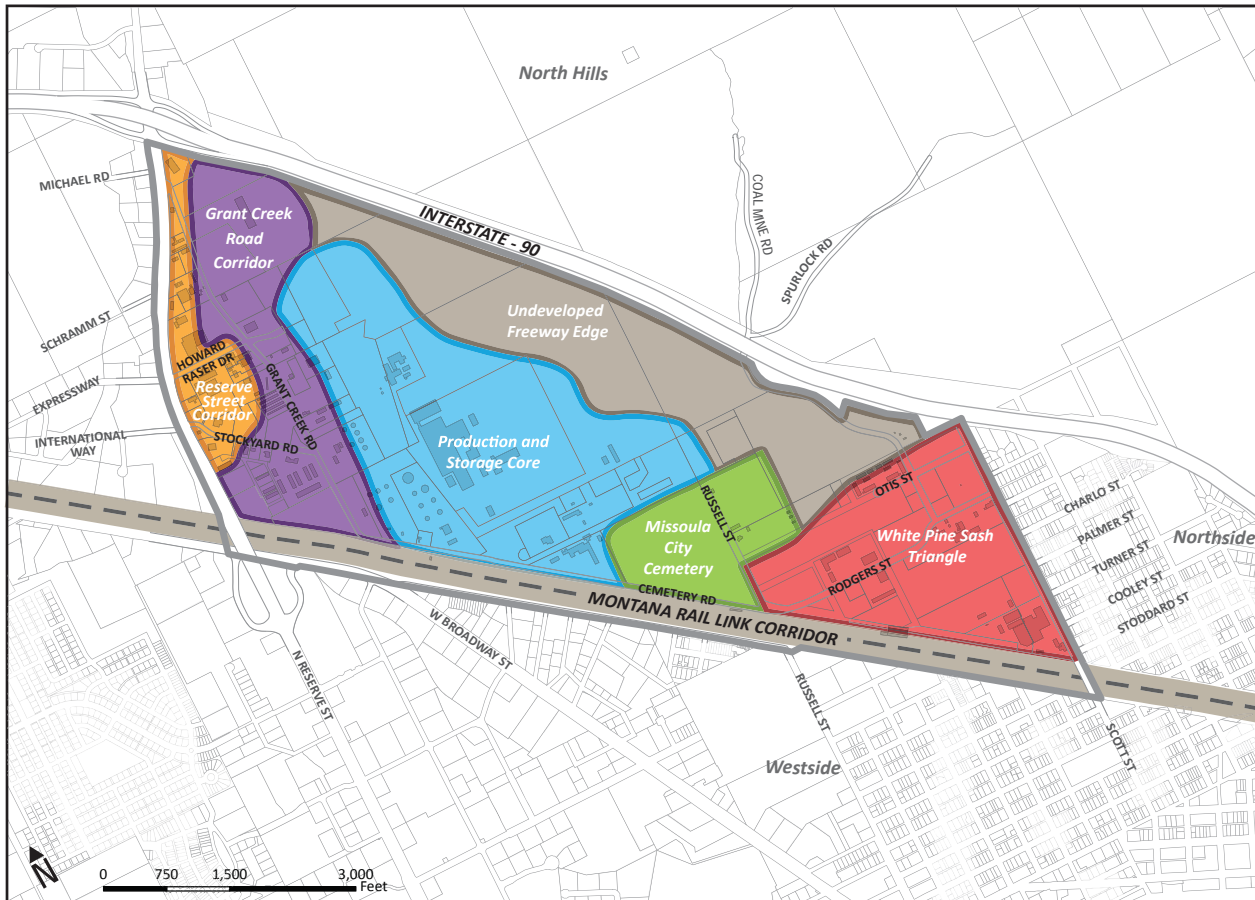 North Hills
MICHAEL RD
COAL MINE RD
SPURLOCK RD
Grant Creek
Road
Corridor
INTERSTATE - 90
Undeveloped
Freeway Edge
SCHRAMM ST
HOWARD
RASER DR
EXPRESSWAY
Reserve
Street
Corridor
GRANT CREEK RD
INTERNATIONAL
WAY
STOCKYARD RD
Production and
Storage Core
RUSSELL ST
OTIS ST
CHARLO ST
PALMER ST
Northside
TURNER ST
COOLEY ST
STODDARD ST
Missoula
City
Cemetery
White Pine Sash
Triangle
RODGERS ST
CEMETERY RD
MONTANA RAIL LINK CORRIDOR
W BROADWAY ST
N RESERVE ST
RUSSELL ST
SCOTT ST
Westside
N
0 750 1,500 3,000
Feet